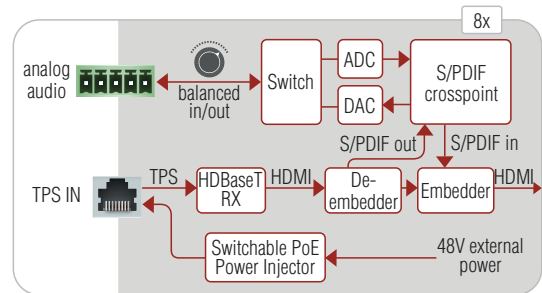 8x
analog
audio
balanced
in/out
Switch
ADC
DAC
S/PDIF
crosspoint
S/PDIF out
S/PDIF in
TPS IN
TPS
HDBaseT
RX
HDMI
De-
embedder
Embedder
HDMI
Switchable PoE
Power Injector
48V external
power